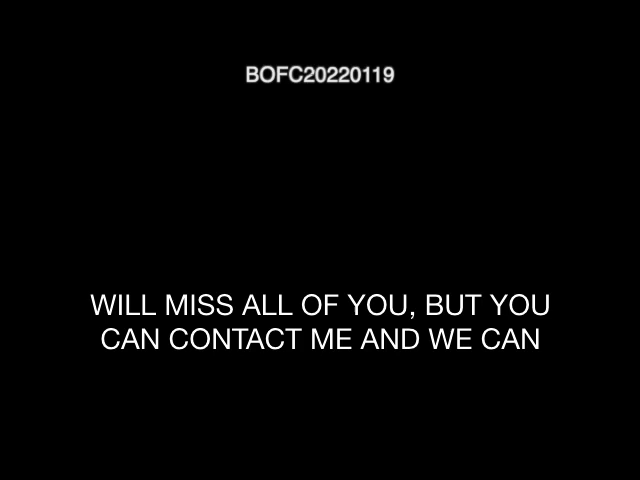 BOFC20220119
WILL MISS ALL OF YOU, BUT YOU
CAN CONTACT ME AND WE CAN